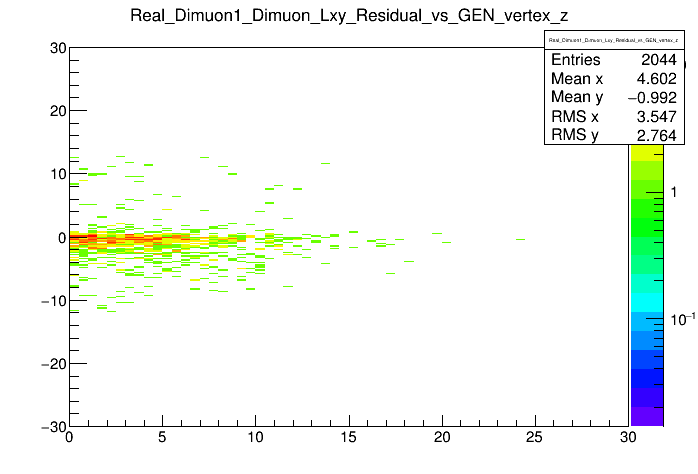 Real_Dimuon1_Dimuon_Lxy_Residual_vs_GEN_vertex_z
Real_Dimuon1_Dimuon_Lxy_Residual_vs_GEN_vertex_z
Entries 2044
Mean x 4.602
Mean y −0.992
RMS x 3.547
RMS y 2.764
30
20
10
0
−10
−20
−30
0 5 10 15 20 25 30
1
10⁻¹